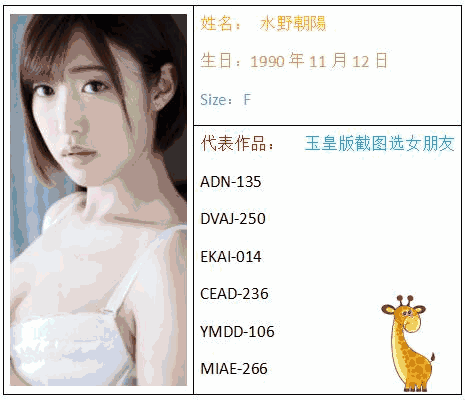 姓名： 水野朝陽
生日：1990 年 11 月 12 日
Size：F
代表作品： 玉皇版截图选女朋友
ADN-135
DVAJ-250
EKAI-014
CEAD-236
YMDD-106
MIAE-266